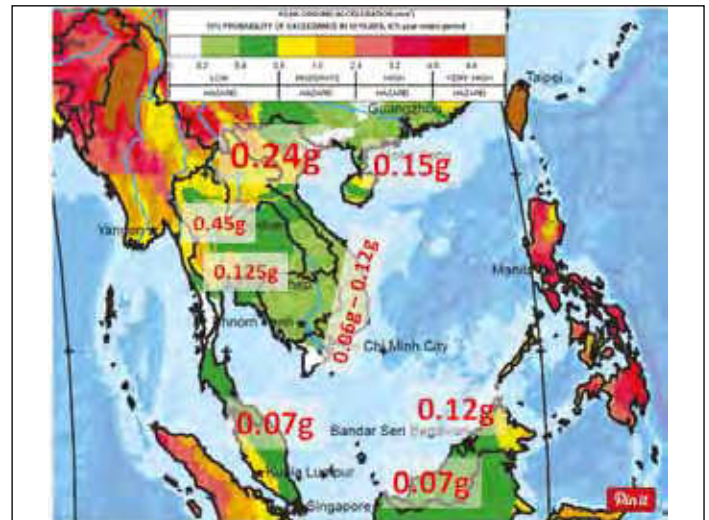 PEAK GROUND ACCELERATION (m/s²)
10% PROBABILITY OF EXCEEDANCE IN 50 YEARS, 475-year return period
0 0.2 0.4 0.8 1.6 2.4 3.2 4.0 4.8
LOW MODERATE HIGH VERY HIGH
HAZARD HAZARD HAZARD HAZARD
Taipei
Guangzhou
0.24g
0.15g
0.45g
Yangon
0.125g
Manila
0.06g – 0.12g
Chi Minh City
0.12g
0.07g
Bandar Seri Begawan
Kuala Lumpur
0.07g
Singapore
Pin it